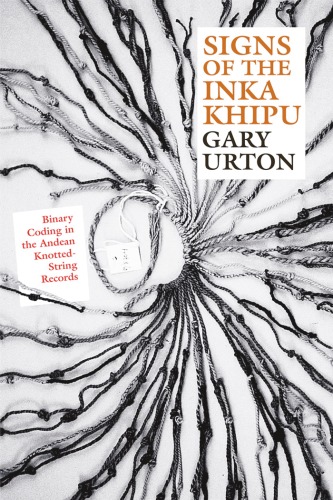 SIGNS
OF THE
INKA
KHIPU
GARY
URTON
Binary
Coding in
the Andean
Knotted-
String
Records